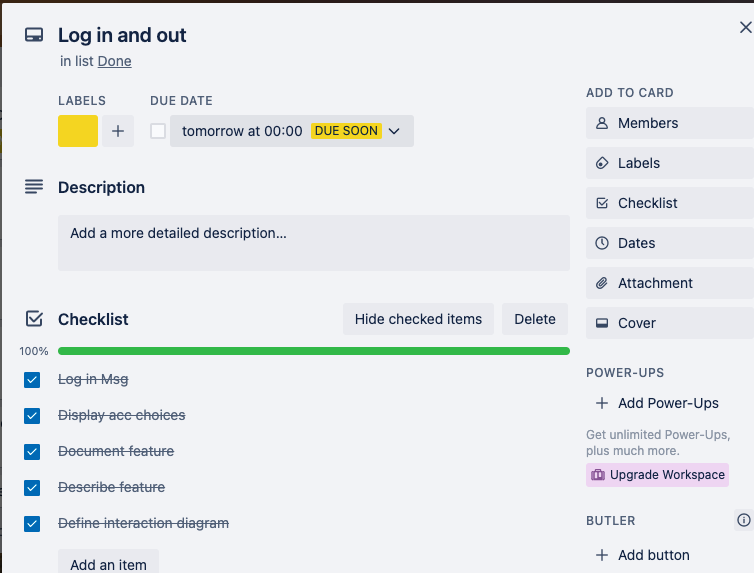 Log in and out
in list Done
LABELS
DUE DATE
tomorrow at 00:00 DUE SOON
Description
Add a more detailed description...
Checklist
Hide checked items
Delete
100%
Log in Msg
Display acc choices
Document feature
Describe feature
Define interaction diagram
Add an item
ADD TO CARD
Members
Labels
Checklist
Dates
Attachment
Cover
POWER-UPS
Add Power-Ups
Get unlimited Power-Ups,
plus much more.
Upgrade Workspace
BUTLER
Add button